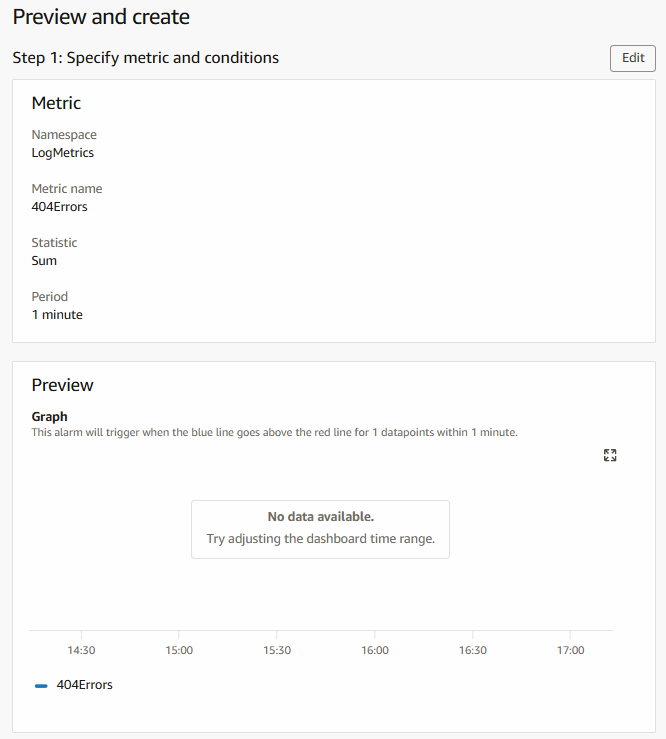 Preview and create
Step 1: Specify metric and conditions
Edit
Metric
Namespace
LogMetrics
Metric name
404Errors
Statistic
Sum
Period
1 minute
Preview
Graph
This alarm will trigger when the blue line goes above the red line for 1 datapoints within 1 minute.
No data available.
Try adjusting the dashboard time range.
14:30 15:00 15:30 16:00 16:30 17:00
404Errors